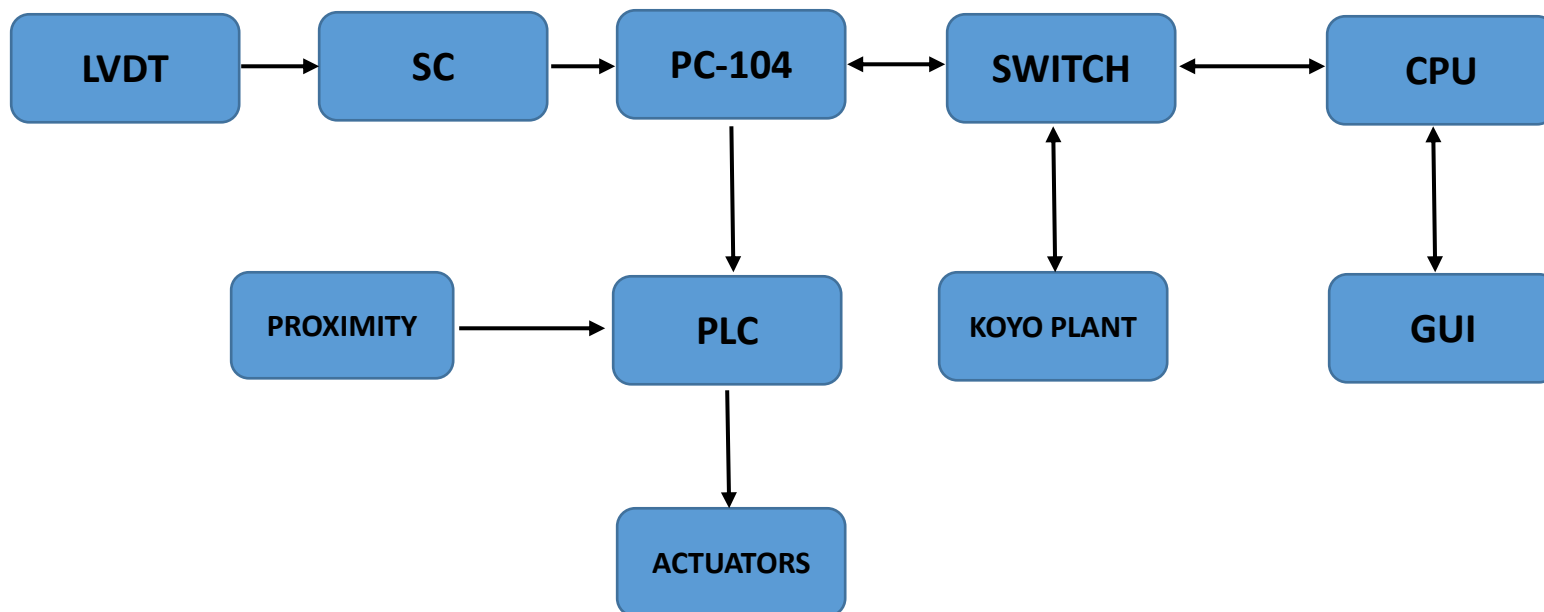 LVDT
SC
PC-104
SWITCH
CPU
PROXIMITY
PLC
KOYO PLANT
GUI
ACTUATORS